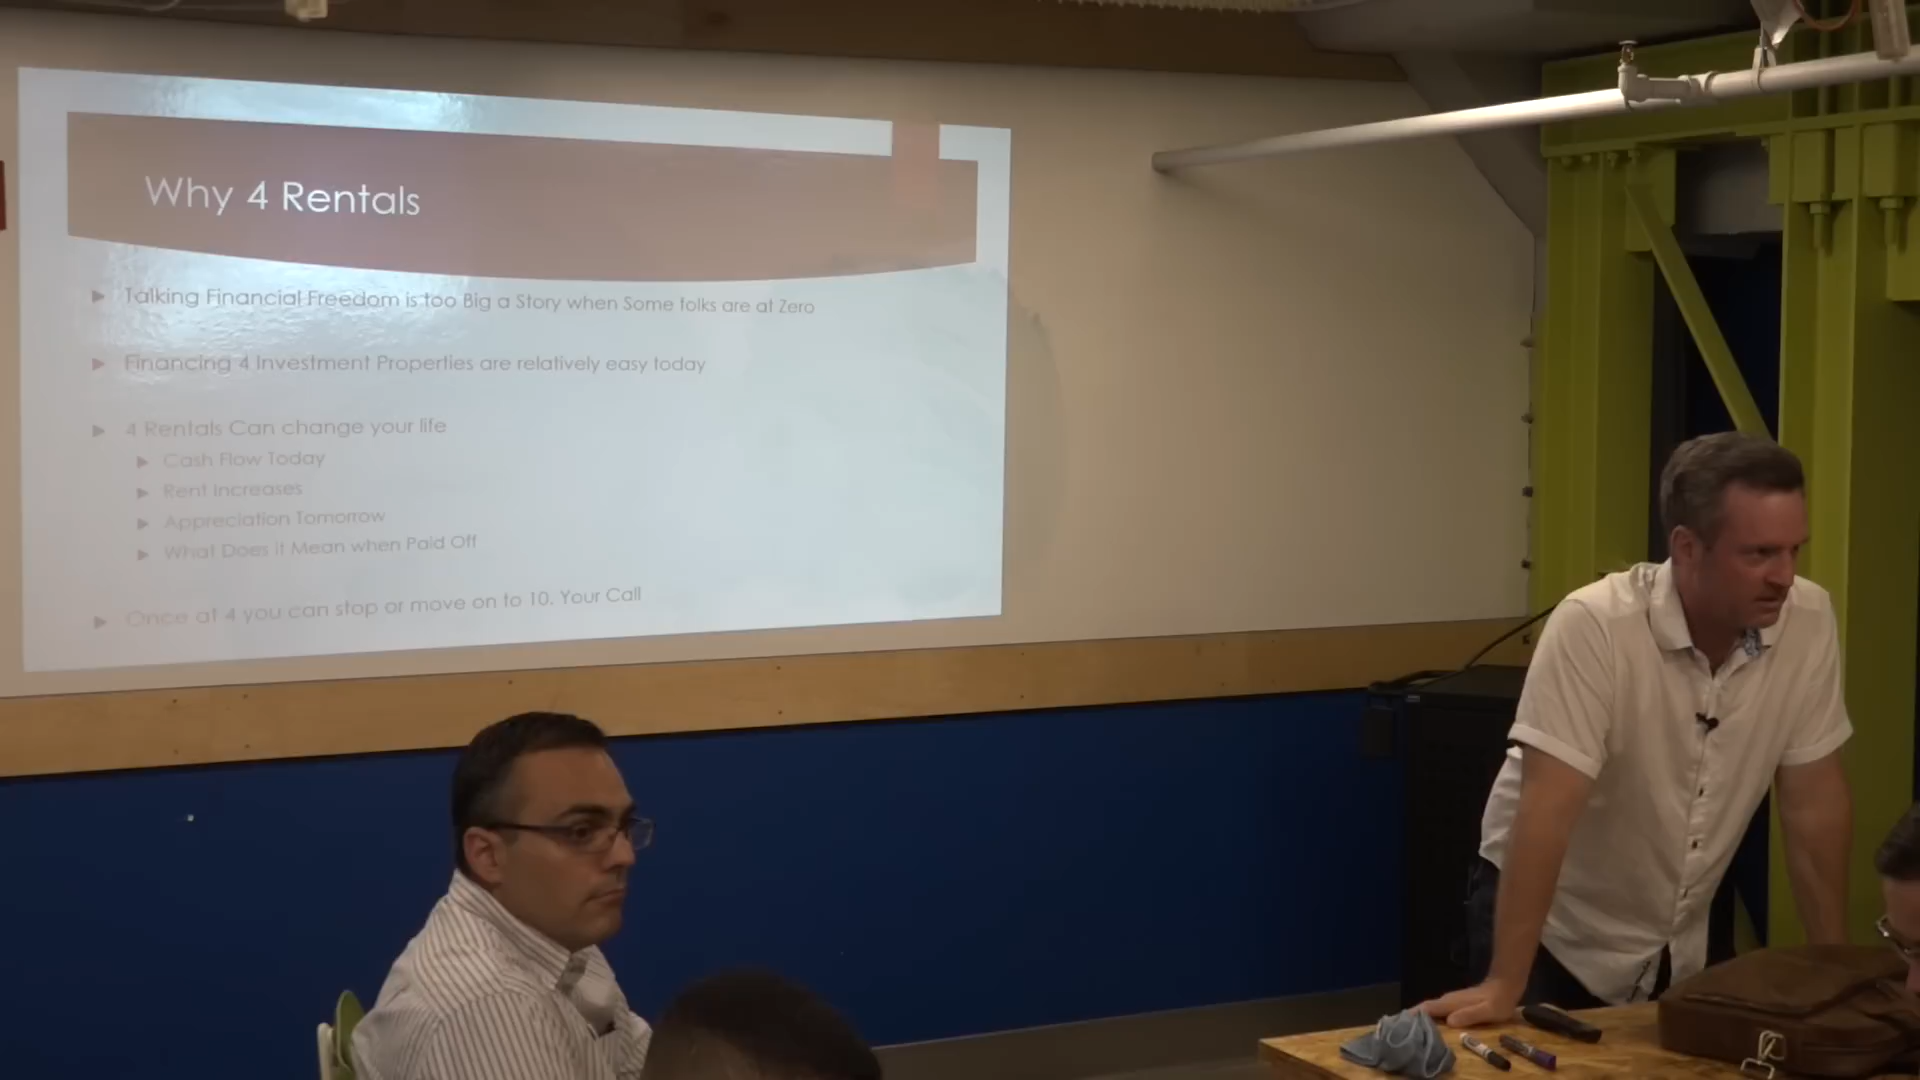 Why 4 Rentals
Talking Financial Freedom is too Big a Story when Some folks are at Zero
Financing 4 Investment Properties are relatively easy today
4 Rentals Can change your life
Cash Flow Today
Rent Increases
Appreciation Tomorrow
What Does it Mean when Paid Off
Once at 4 you can stop or move on to 10. Your Call